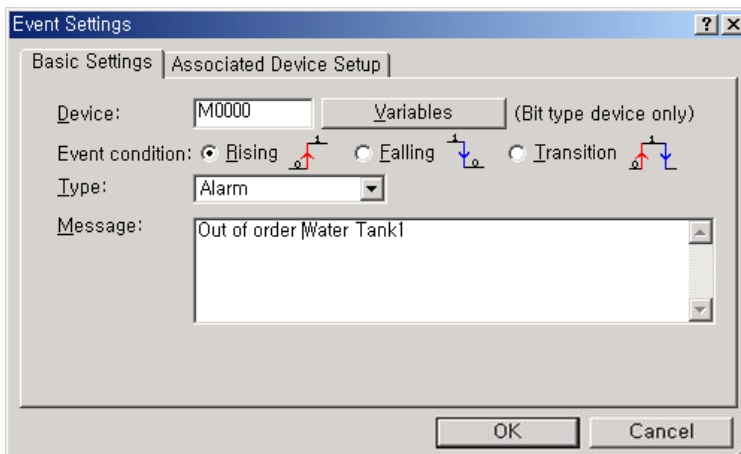 Event Settings
Basic Settings Associated Device Setup
Device: M0000 Variables (Bit type device only)
Event condition: Rising 0 1 Falling 1 0 Transition 0 1
Type: Alarm
Message: Out of order Water Tank1
OK Cancel